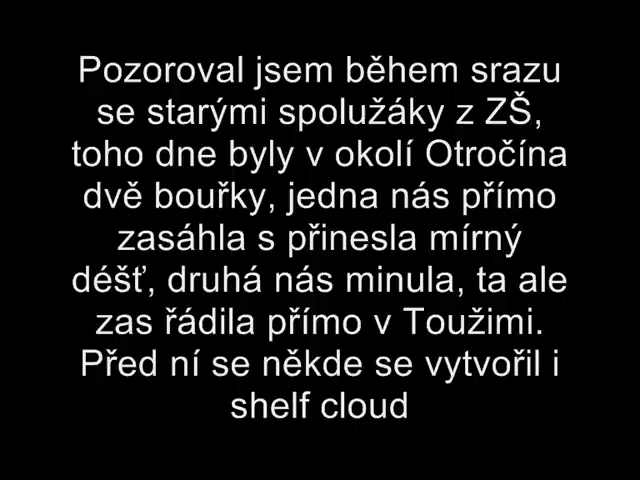 Pozoroval jsem během srazu
se starými spolužáky z ZŠ,
toho dne byly v okolí Otročína
dvě bouřky, jedna nás přímo
zasáhla s přinesla mírný
déšť, druhá nás minula, ta ale
zas řádila přímo v Toužimi.
Před ní se někde se vytvořil i
shelf cloud